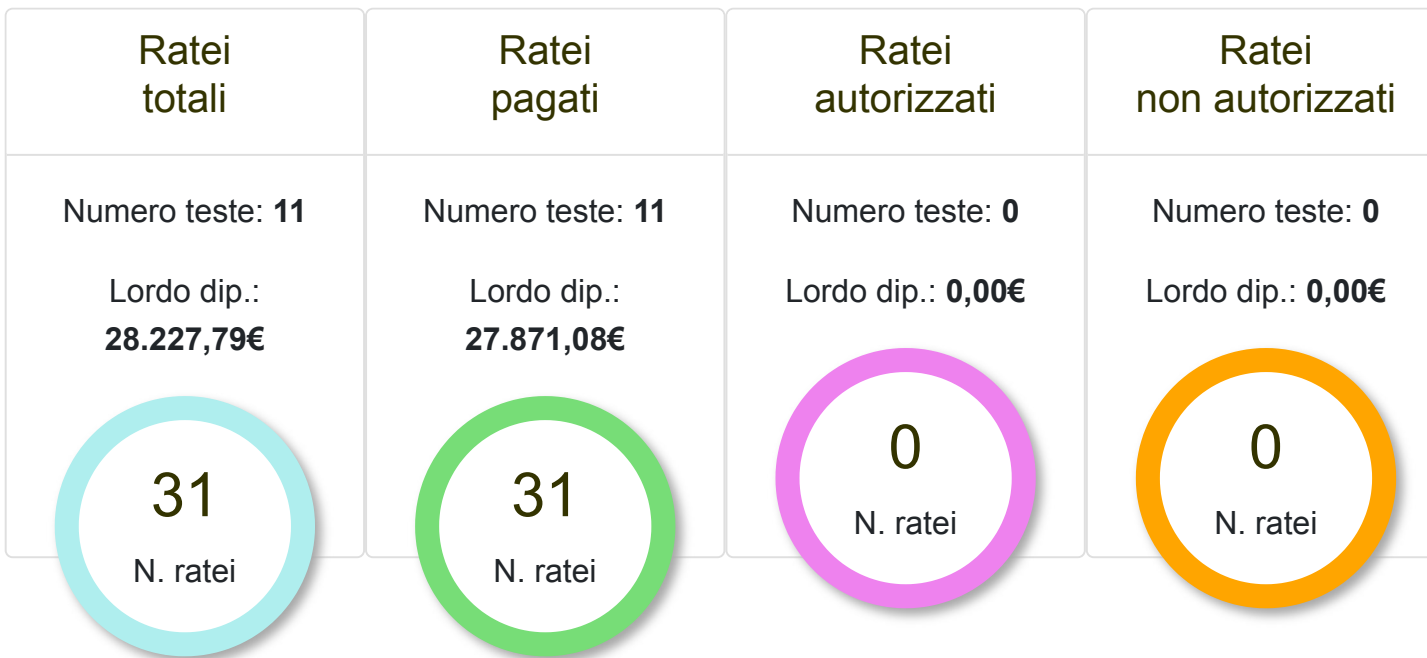 Ratei
totali
Numero teste: 11
Lordo dip.:
28.227,79€
31
N. ratei
Ratei
pagati
Numero teste: 11
Lordo dip.:
27.871,08€
31
N. ratei
Ratei
autorizzati
Numero teste: 0
Lordo dip.: 0,00€
0
N. ratei
Ratei
non autorizzati
Numero teste: 0
Lordo dip.: 0,00€
0
N. ratei